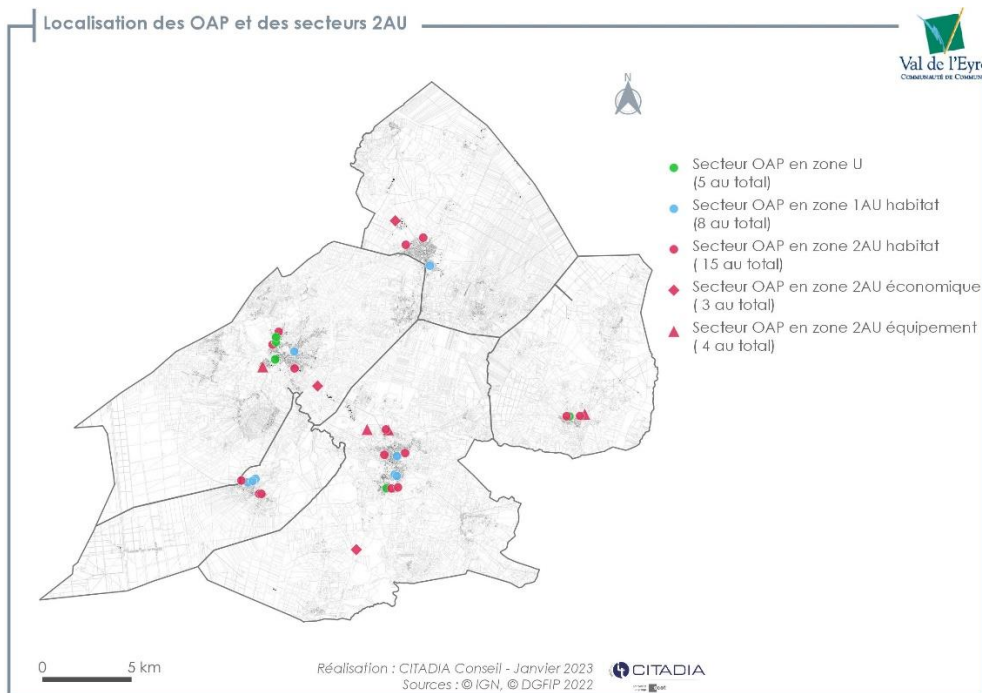 Localisation des OAP et des secteurs 2AU
Val de l'Eyre
COMMUNAUTÉ DE COMMUN
N
Secteur OAP en zone U
(5 au total)
Secteur OAP en zone 1AU habitat
(8 au total)
Secteur OAP en zone 2AU habitat
( 15 au total)
Secteur OAP en zone 2AU économique
( 3 au total)
Secteur OAP en zone 2AU équipement
( 4 au total)
0 5 km
Réalisation : CITADIA Conseil - Janvier 2023
Sources : © IGN, © DGFIP 2022
CITADIA